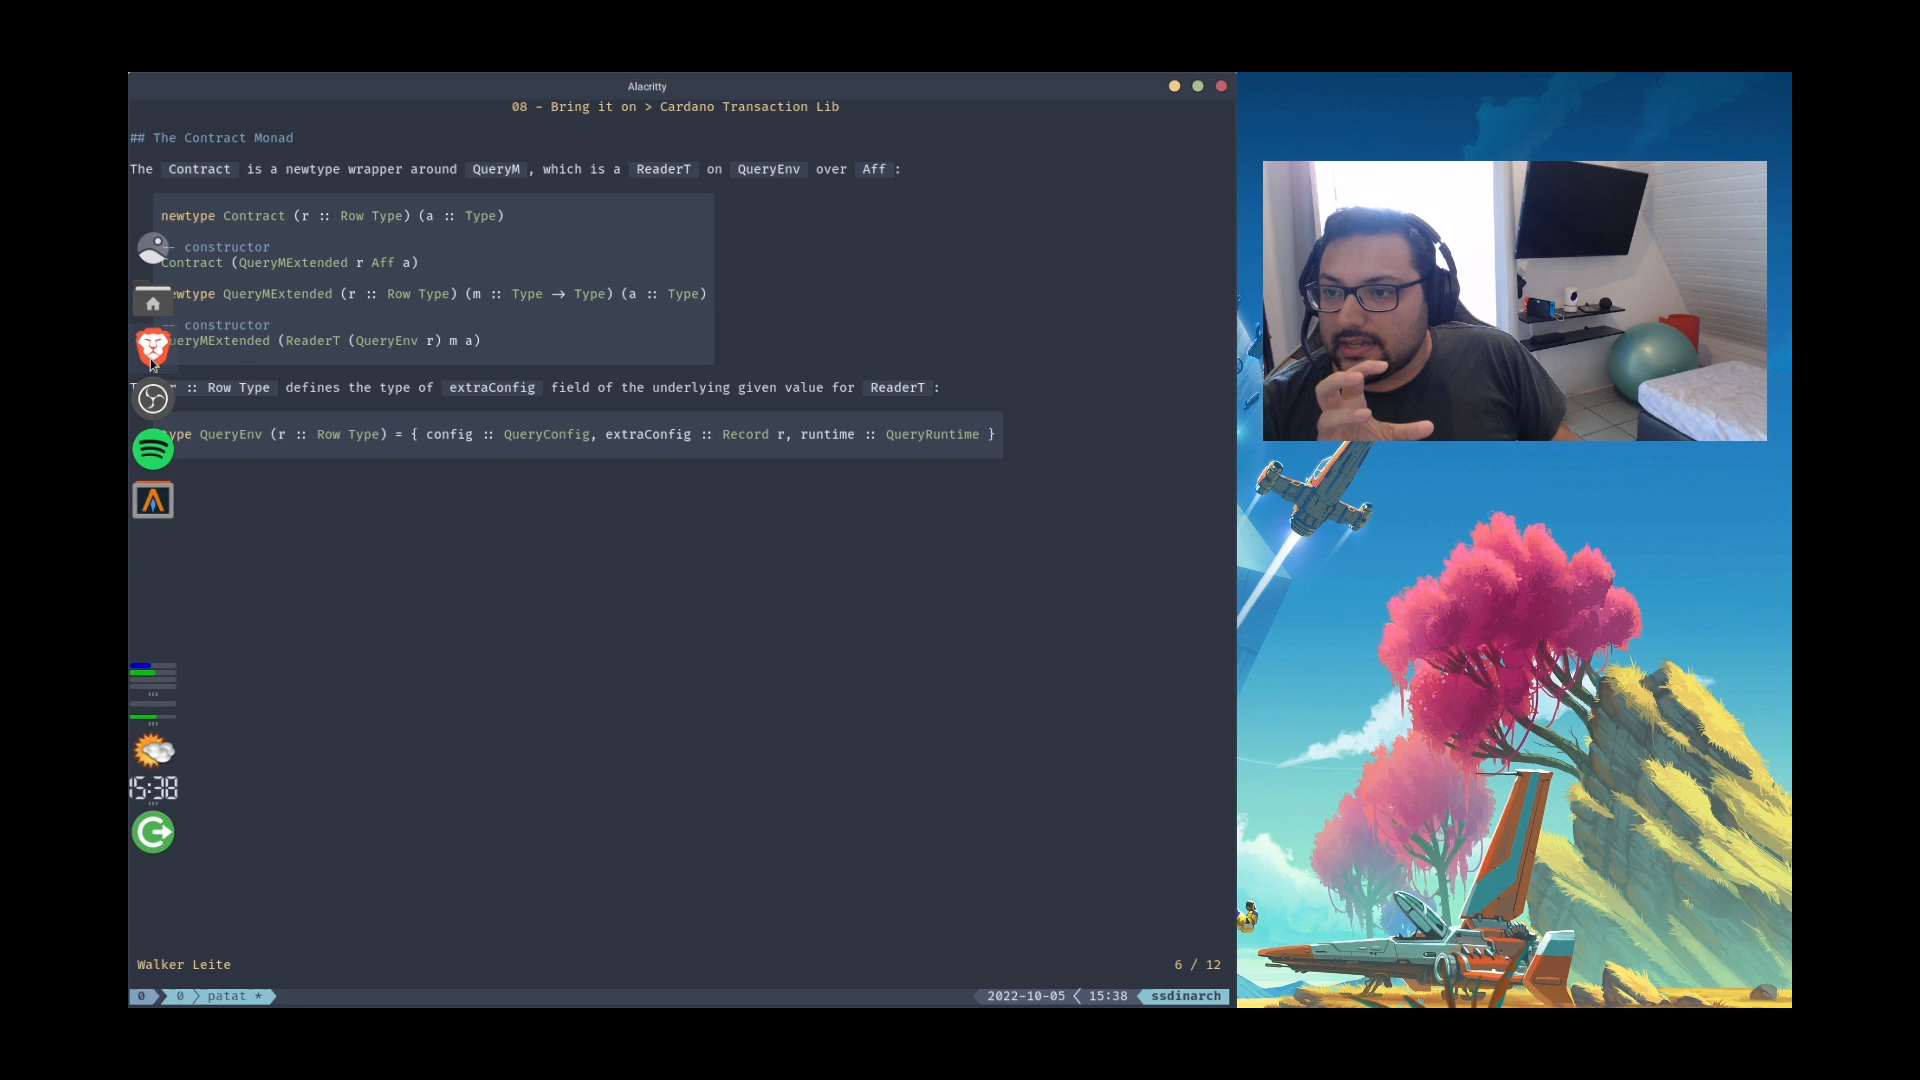 Alacritty
08 - Bring it on > Cardano Transaction Lib
## The Contract Monad
The Contract is a newtype wrapper around QueryM, which is a ReaderT on QueryEnv over Aff:
newtype Contract (r :: Row Type) (a :: Type)
-- constructor
Contract (QueryMExtended r Aff a)
newtype QueryMExtended (r :: Row Type) (m :: Type → Type) (a :: Type)
-- constructor
QueryMExtended (ReaderT (QueryEnv r) m a)
r :: Row Type defines the type of extraConfig field of the underlying given value for ReaderT:
type QueryEnv (r :: Row Type) = { config :: QueryConfig, extraConfig :: Record r, runtime :: QueryRuntime }
15:38
Walker Leite
6 / 12
0 0 patat *
2022-10-05 15:38 ssdinarch